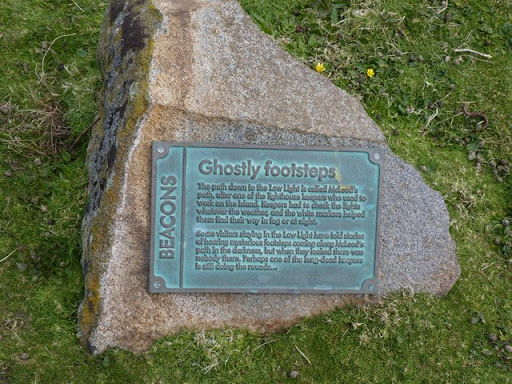 BEACONS
Ghostly footsteps
The path down to the Low Light is called McLeod's
path, after one of the lighthouse keepers who used to
work on the island. Keepers had to check the lights
whatever the weather, and the white markers helped
them find their way in fog or at night.
Some visitors staying in the Low Light have told stories
of hearing mysterious footsteps coming along McLeod's
path in the darkness, but when they looked there was
nobody there. Perhaps one of the long-dead keepers
is still doing the rounds...